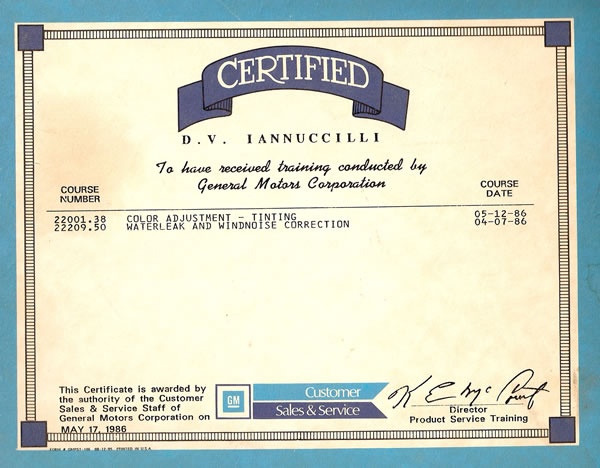 CERTIFIED
D. V. IANNUCCILLI
To have received training conducted by
General Motors Corporation
COURSE NUMBER
COURSE DATE
22001.38 COLOR ADJUSTMENT - TINTING 05-12-86
22209.50 WATERLEAK AND WINDNOISE CORRECTION 04-07-86
This Certificate is awarded by
the authority of the Customer
Sales & Service Staff of
General Motors Corporation on
MAY 17, 1986
GM
Customer
Sales & Service
Director
Product Service Training
PRINTED IN U.S.A.